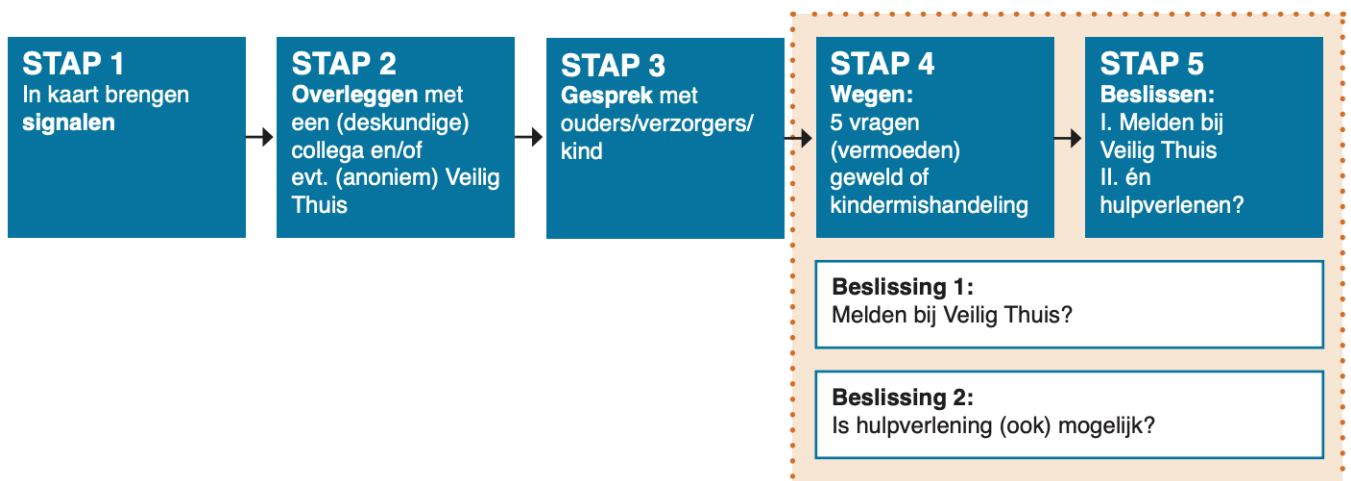 STAP 1
In kaart brengen
signalen
STAP 2
Overleggen met
een (deskundige)
collega en/of
evt. (anoniem) Veilig
Thuis
STAP 3
Gesprek met
ouders/verzorgers/
kind
STAP 4
Wegen:
5 vragen
(vermoeden)
geweld of
kindermishandeling
STAP 5
Beslissen:
I. Melden bij
Veilig Thuis
II. én
hulpverlenen?
Beslissing 1:
Melden bij Veilig Thuis?
Beslissing 2:
Is hulpverlening (ook) mogelijk?